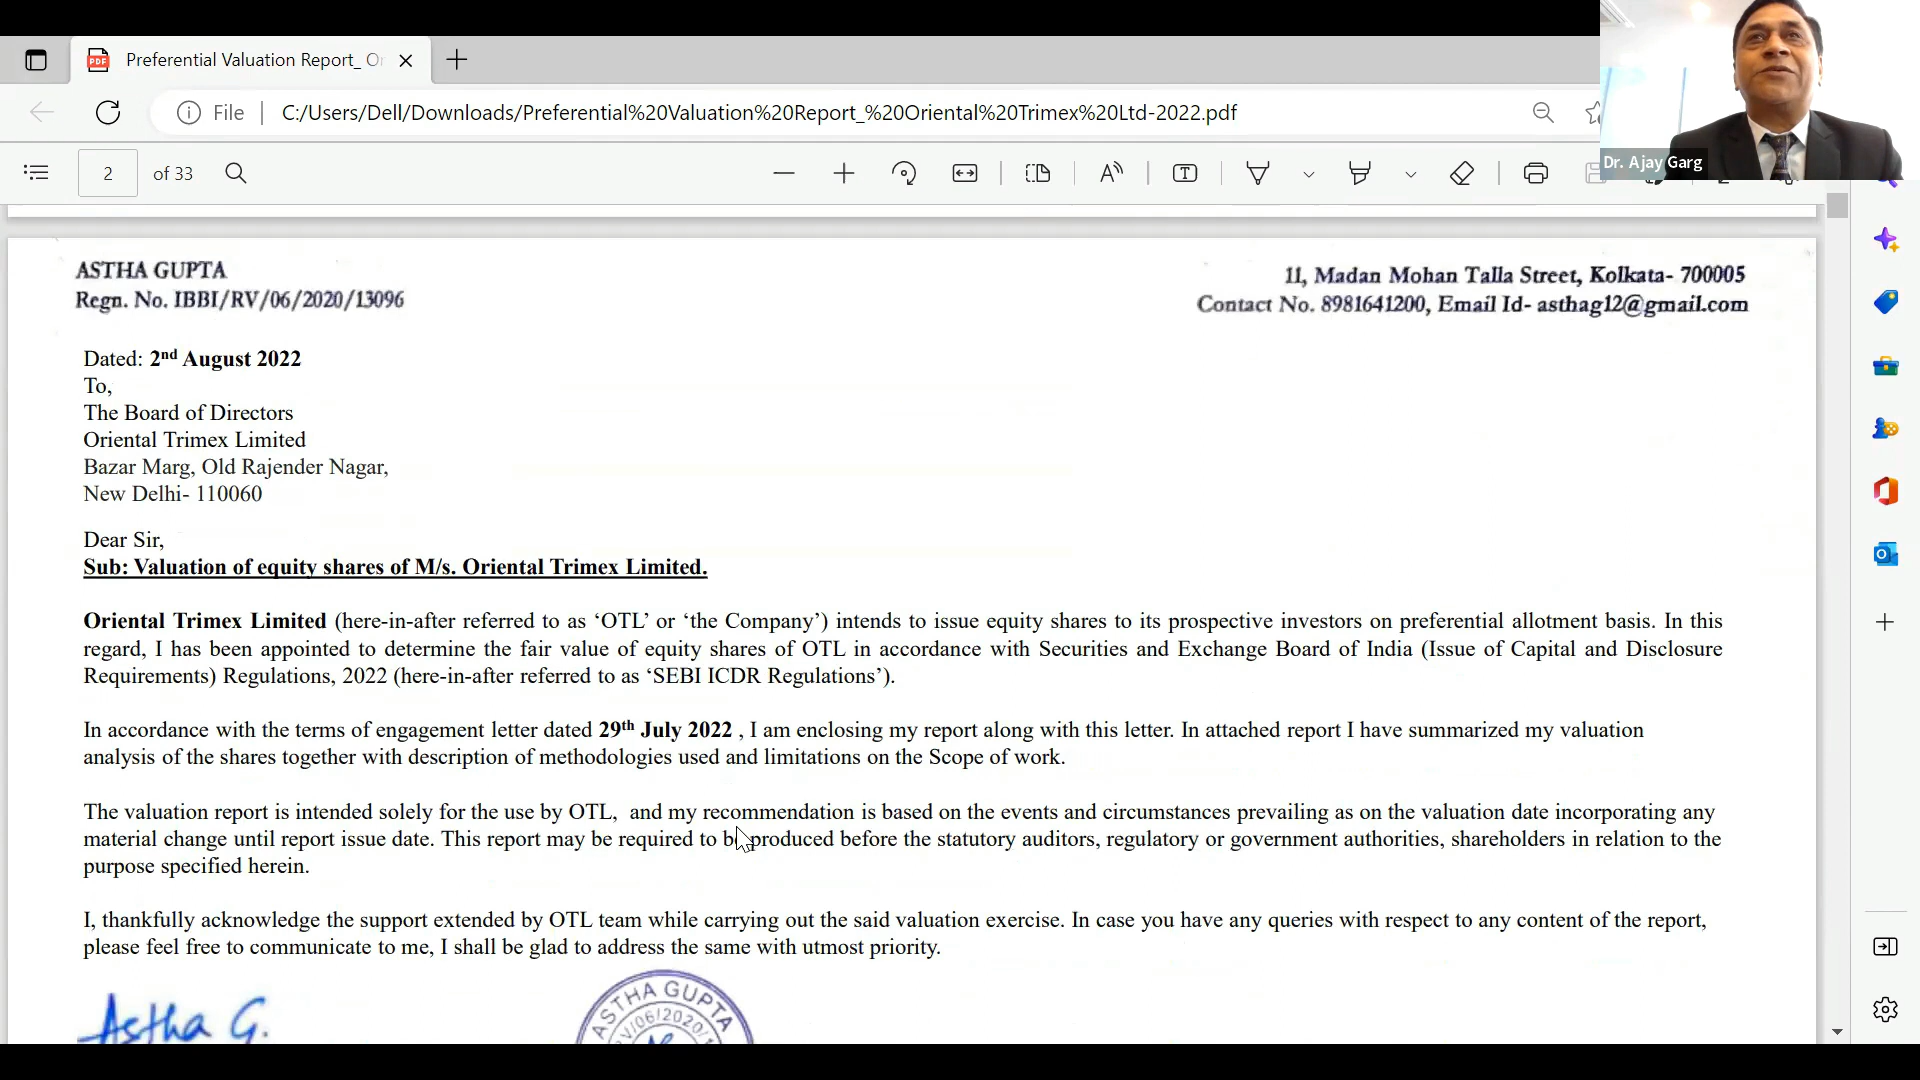 Preferential Valuation Report_ Or
File
C:/Users/Dell/Downloads/Preferential%20Valuation%20Report_%20Oriental%20Trimex%20Ltd-2022.pdf
2 of 33
Dr. Ajay Garg
ASTHA GUPTA
Regn. No. IBBI/RV/06/2020/13096
11, Madan Mohan Talla Street, Kolkata- 700005
Contact No. 8981641200, Email Id- asthag12@gmail.com
Dated: 2nd August 2022
To,
The Board of Directors
Oriental Trimex Limited
Bazar Marg, Old Rajender Nagar,
New Delhi- 110060
Dear Sir,
Sub: Valuation of equity shares of M/s. Oriental Trimex Limited.
Oriental Trimex Limited (here-in-after referred to as ‘OTL’ or ‘the Company’) intends to issue equity shares to its prospective investors on preferential allotment basis. In this
regard, I has been appointed to determine the fair value of equity shares of OTL in accordance with Securities and Exchange Board of India (Issue of Capital and Disclosure
Requirements) Regulations, 2022 (here-in-after referred to as ‘SEBI ICDR Regulations’).
In accordance with the terms of engagement letter dated 29th July 2022 , I am enclosing my report along with this letter. In attached report I have summarized my valuation
analysis of the shares together with description of methodologies used and limitations on the Scope of work.
The valuation report is intended solely for the use by OTL, and my recommendation is based on the events and circumstances prevailing as on the valuation date incorporating any
material change until report issue date. This report may be required to be produced before the statutory auditors, regulatory or government authorities, shareholders in relation to the
purpose specified herein.
I, thankfully acknowledge the support extended by OTL team while carrying out the said valuation exercise. In case you have any queries with respect to any content of the report,
please feel free to communicate to me, I shall be glad to address the same with utmost priority.
Astha G.
ASTHA GUPTA